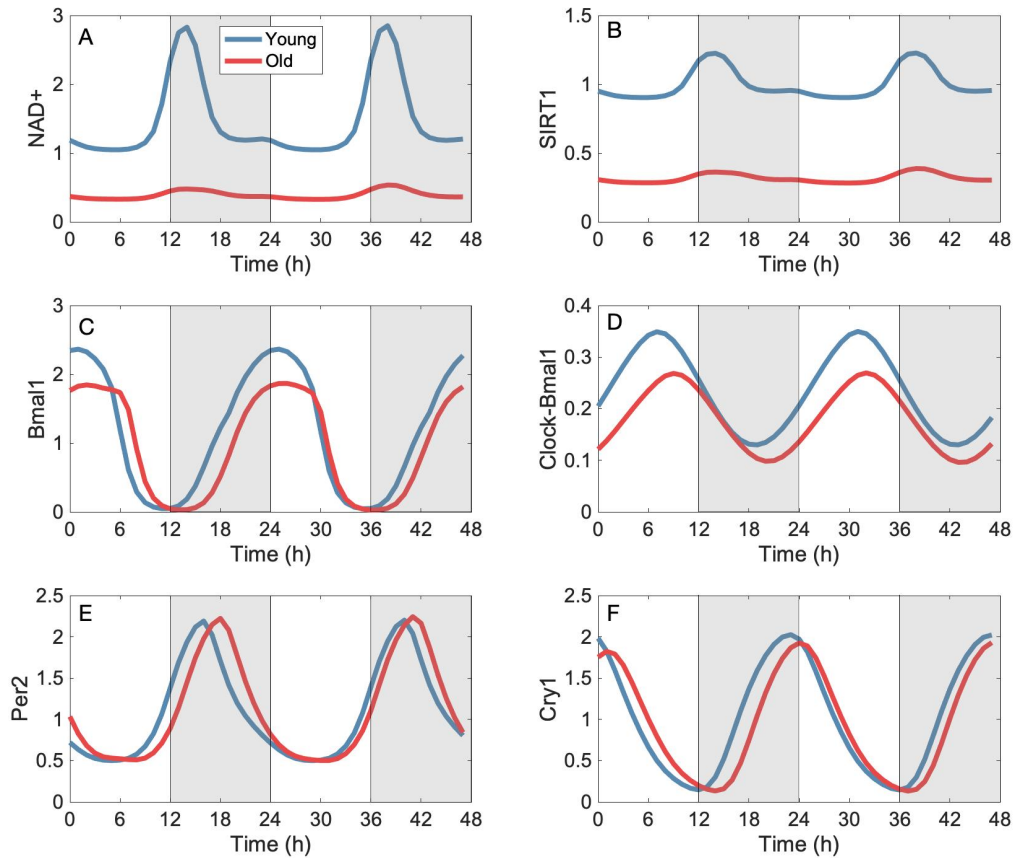 A
NAD+
3
2
1
0
0 6 12 18 24 30 36 42 48
Time (h)
Young
Old
B
SIRT1
1.5
1
0.5
0
0 6 12 18 24 30 36 42 48
Time (h)
C
Bmal1
3
2
1
0
0 6 12 18 24 30 36 42 48
Time (h)
D
Clock-Bmal1
0.4
0.3
0.2
0.1
0
0 6 12 18 24 30 36 42 48
Time (h)
E
Per2
2.5
2
1.5
1
0.5
0
0 6 12 18 24 30 36 42 48
Time (h)
F
Cry1
2.5
2
1.5
1
0.5
0
0 6 12 18 24 30 36 42 48
Time (h)